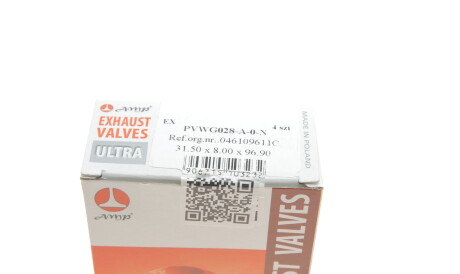 Amp
EXHAUST
VALVES
ULTRA
EX
PVWG028-A-0-N
4 szt
Ref.org.nr.:046109611C
31.50 x 8.00 x 96.90
MADE IN POLAND
Amp
ST VALVES